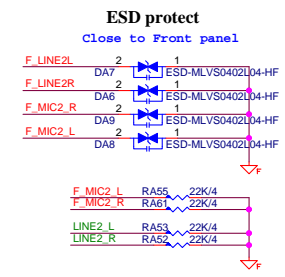 ESD protect
Close to Front panel
F_LINE2L 2 1
DA7 ESD-MLVS0402L04-HF
F_LINE2R 2 1
DA6 ESD-MLVS0402L04-HF
F_MIC2_R 2 1
DA9 ESD-MLVS0402L04-HF
F_MIC2_L 2 1
DA8 ESD-MLVS0402L04-HF
F
F_MIC2_L RA55 22K/4
F_MIC2_R RA61 22K/4
LINE2_L RA53 22K/4
LINE2_R RA52 22K/4
F